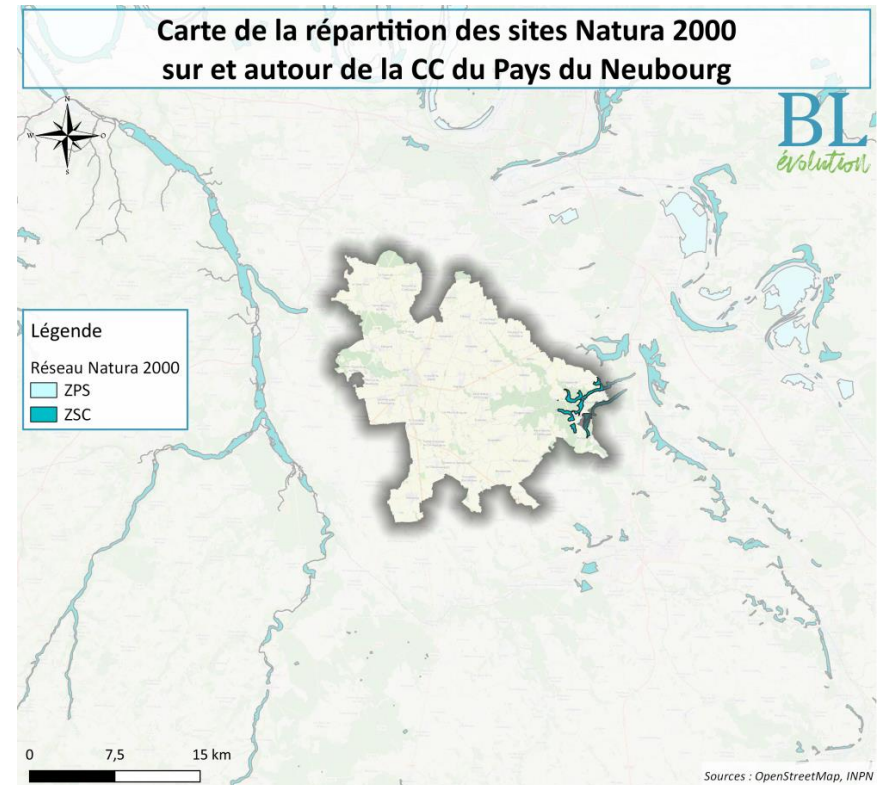 Carte de la répartition des sites Natura 2000
sur et autour de la CC du Pays du Neubourg
BL
évolution
N
W
O
S
Légende
Réseau Natura 2000
ZPS
ZSC
0 7,5 15 km
Sources : OpenStreetMap, INPN